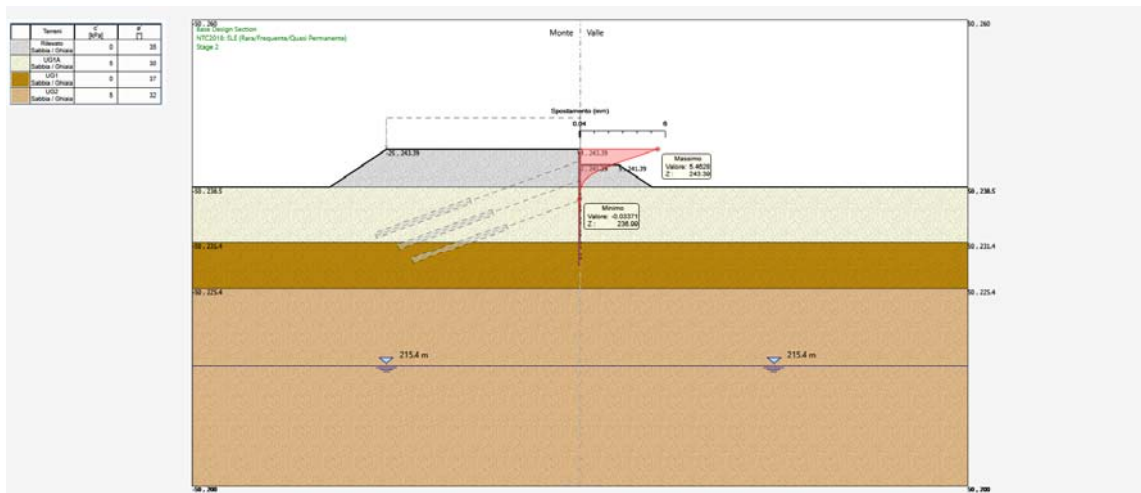 Terreni c' [kPa] ø' [°]
Rilevato Sabbia / Ghiaia 0 38
UG1A Sabbia / Ghiaia 5 30
UG1 Sabbia / Ghiaia 0 37
UG2 Sabbia / Ghiaia 5 32
-50 , 260
50 , 260
Base Design Section
NTC2018: SLE (Rara/Frequente/Quasi Permanente)
Stage 2
Monte Valle
Spostamento (mm)
0.04 6
-25 , 243.39
243.39
5 , 241.39
Massimo
Valore: 5.4628
Z : 243.39
-50 , 238.5
50 , 238.5
Minimo
Valore: -0.03371
Z : 236.99
-50 , 231.4
50 , 231.4
-50 , 225.4
50 , 225.4
215.4 m
215.4 m
-50 , 200
50 , 200